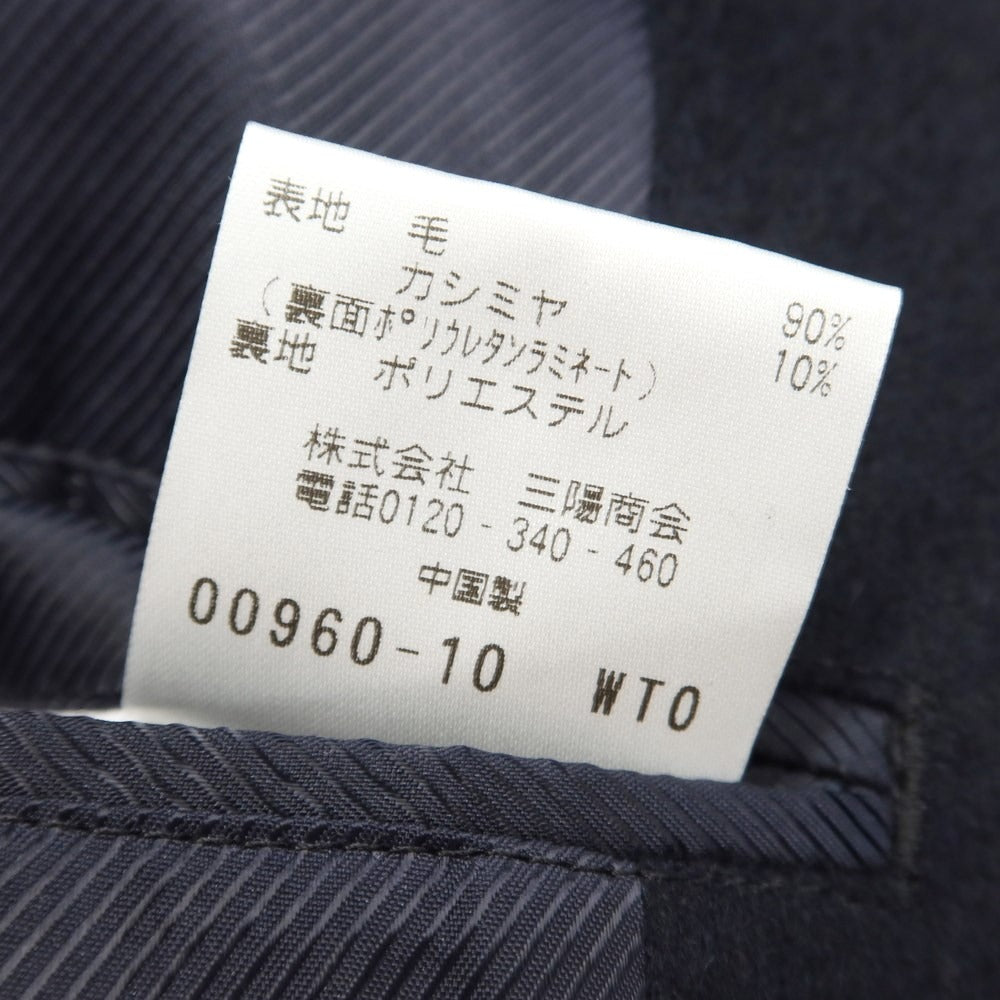 表地 毛 90%
カシミヤ 10%
(裏面ポリウレタンラミネート)
裏地 ポリエステル
株式会社 三陽商会
電話0120-340-460
中国製
00960-10 WTO